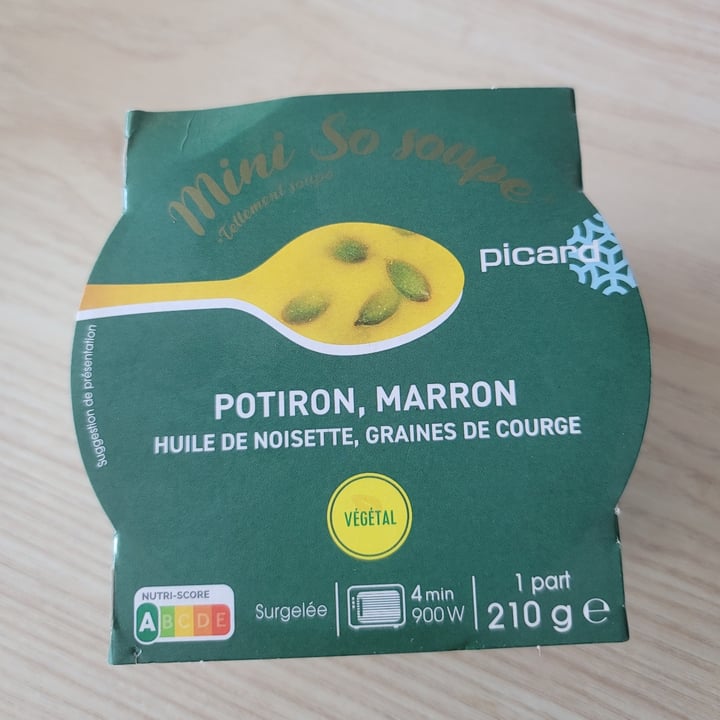 Mini So soupe
"Tellement soupe"
picard
Suggestion de présentation
POTIRON, MARRON
HUILE DE NOISETTE, GRAINES DE COURGE
VÉGÉTAL
NUTRI-SCORE
A B C D E
Surgelée
4 min
900 W
1 part
210 g e